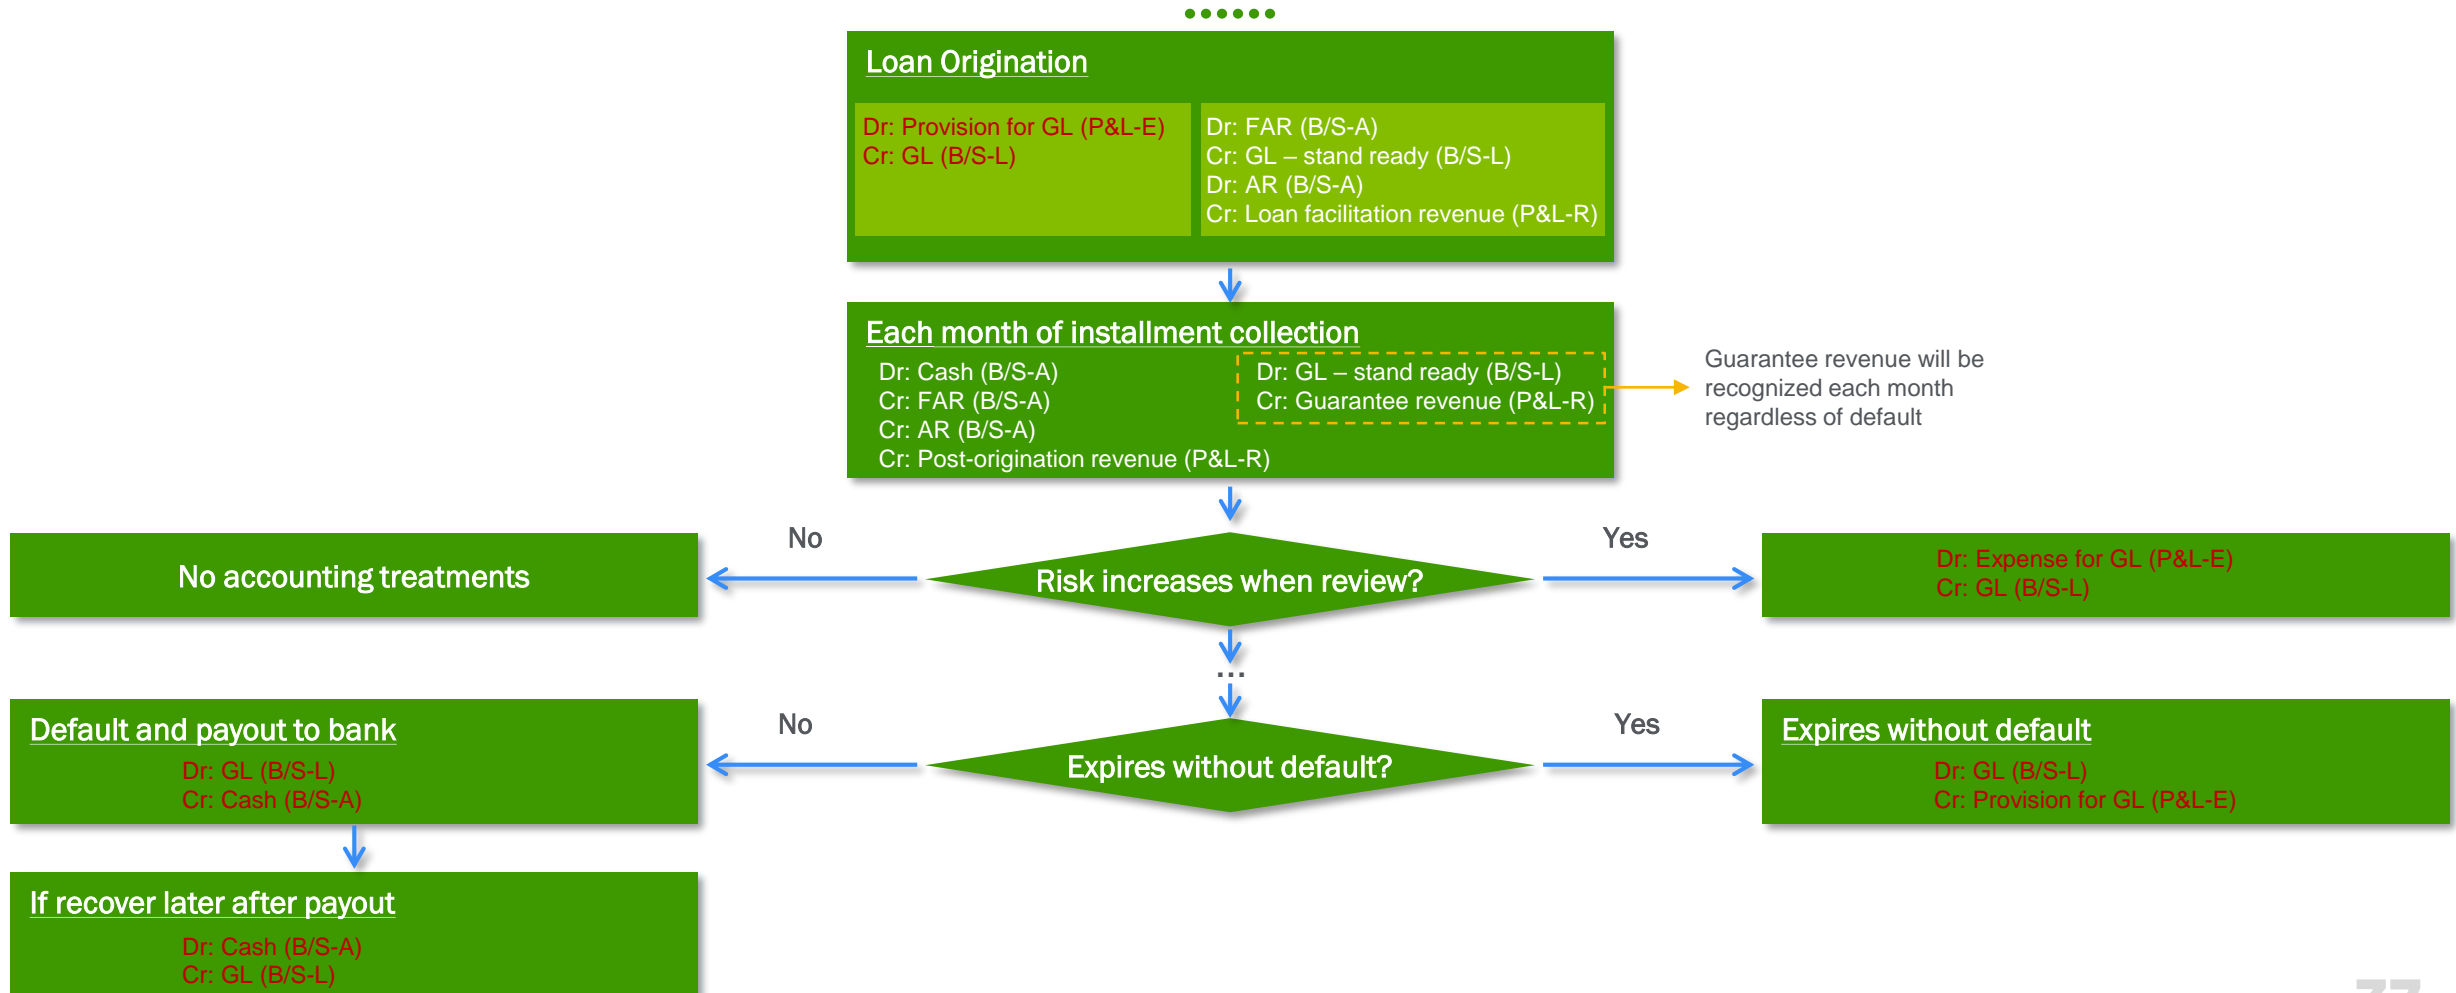 Loan Origination
Dr: Provision for GL (P&L-E)
Cr: GL (B/S-L)
Dr: FAR (B/S-A)
Cr: GL – stand ready (B/S-L)
Dr: AR (B/S-A)
Cr: Loan facilitation revenue (P&L-R)
Each month of installment collection
Dr: Cash (B/S-A)
Cr: FAR (B/S-A)
Cr: AR (B/S-A)
Cr: Post-origination revenue (P&L-R)
Dr: GL – stand ready (B/S-L)
Cr: Guarantee revenue (P&L-R)
Guarantee revenue will be
recognized each month
regardless of default
No
Yes
No accounting treatments
Risk increases when review?
Dr: Expense for GL (P&L-E)
Cr: GL (B/S-L)
...
No
Yes
Default and payout to bank
Dr: GL (B/S-L)
Cr: Cash (B/S-A)
Expires without default?
Expires without default
Dr: GL (B/S-L)
Cr: Provision for GL (P&L-E)
If recover later after payout
Dr: Cash (B/S-A)
Cr: GL (B/S-L)